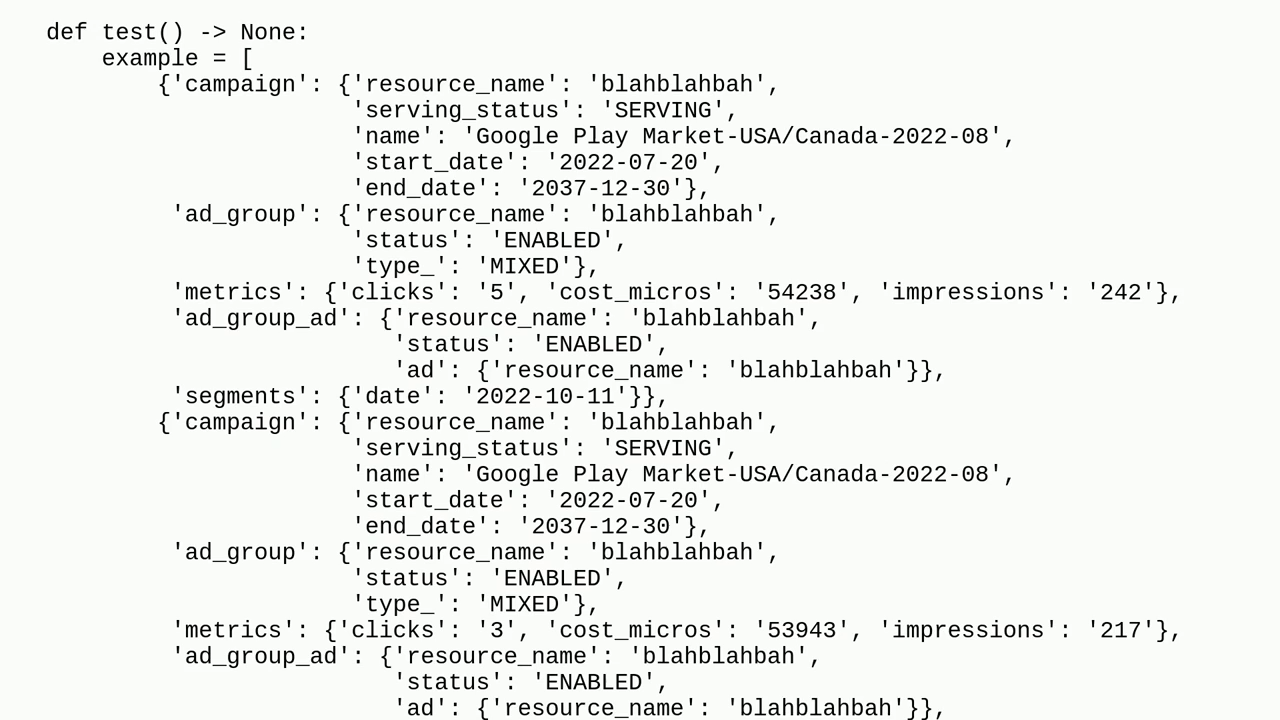 def test() -> None:
    example = [
        {'campaign': {'resource_name': 'blahblahbah',
                      'serving_status': 'SERVING',
                      'name': 'Google Play Market-USA/Canada-2022-08',
                      'start_date': '2022-07-20',
                      'end_date': '2037-12-30'},
         'ad_group': {'resource_name': 'blahblahbah',
                      'status': 'ENABLED',
                      'type_': 'MIXED'},
         'metrics': {'clicks': '5', 'cost_micros': '54238', 'impressions': '242'},
         'ad_group_ad': {'resource_name': 'blahblahbah',
                         'status': 'ENABLED',
                         'ad': {'resource_name': 'blahblahbah'}},
         'segments': {'date': '2022-10-11'}},
        {'campaign': {'resource_name': 'blahblahbah',
                      'serving_status': 'SERVING',
                      'name': 'Google Play Market-USA/Canada-2022-08',
                      'start_date': '2022-07-20',
                      'end_date': '2037-12-30'},
         'ad_group': {'resource_name': 'blahblahbah',
                      'status': 'ENABLED',
                      'type_': 'MIXED'},
         'metrics': {'clicks': '3', 'cost_micros': '53943', 'impressions': '217'},
         'ad_group_ad': {'resource_name': 'blahblahbah',
                         'status': 'ENABLED',
                         'ad': {'resource_name': 'blahblahbah'}},